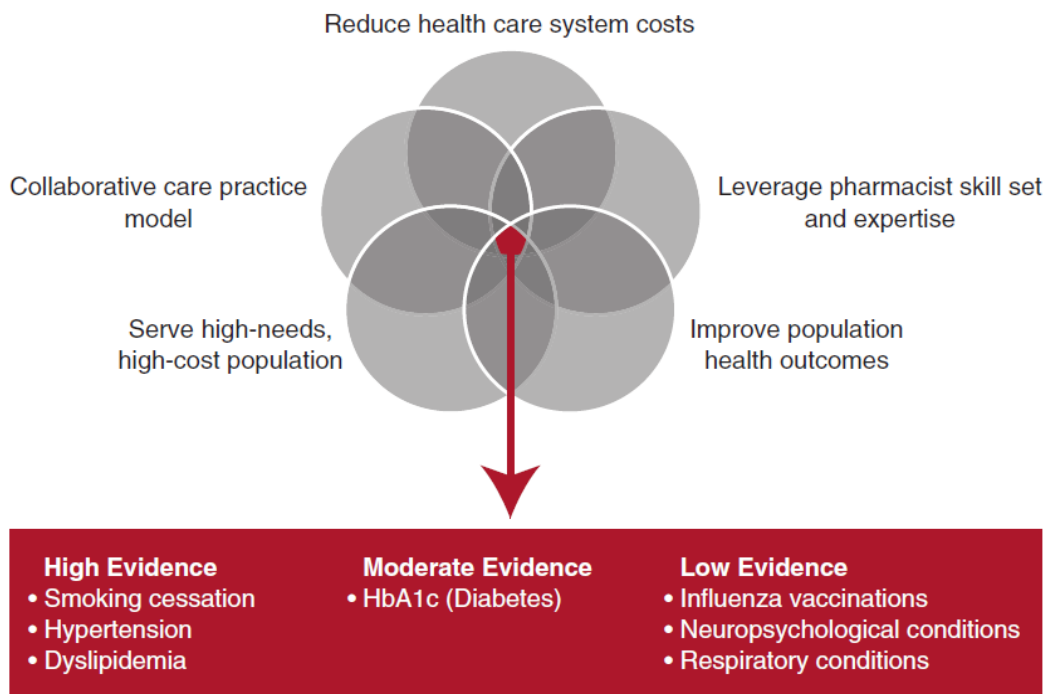 Reduce health care system costs
Collaborative care practice
model
Leverage pharmacist skill set
and expertise
Serve high-needs,
high-cost population
Improve population
health outcomes
High Evidence
• Smoking cessation
• Hypertension
• Dyslipidemia
Moderate Evidence
• HbA1c (Diabetes)
Low Evidence
• Influenza vaccinations
• Neuropsychological conditions
• Respiratory conditions